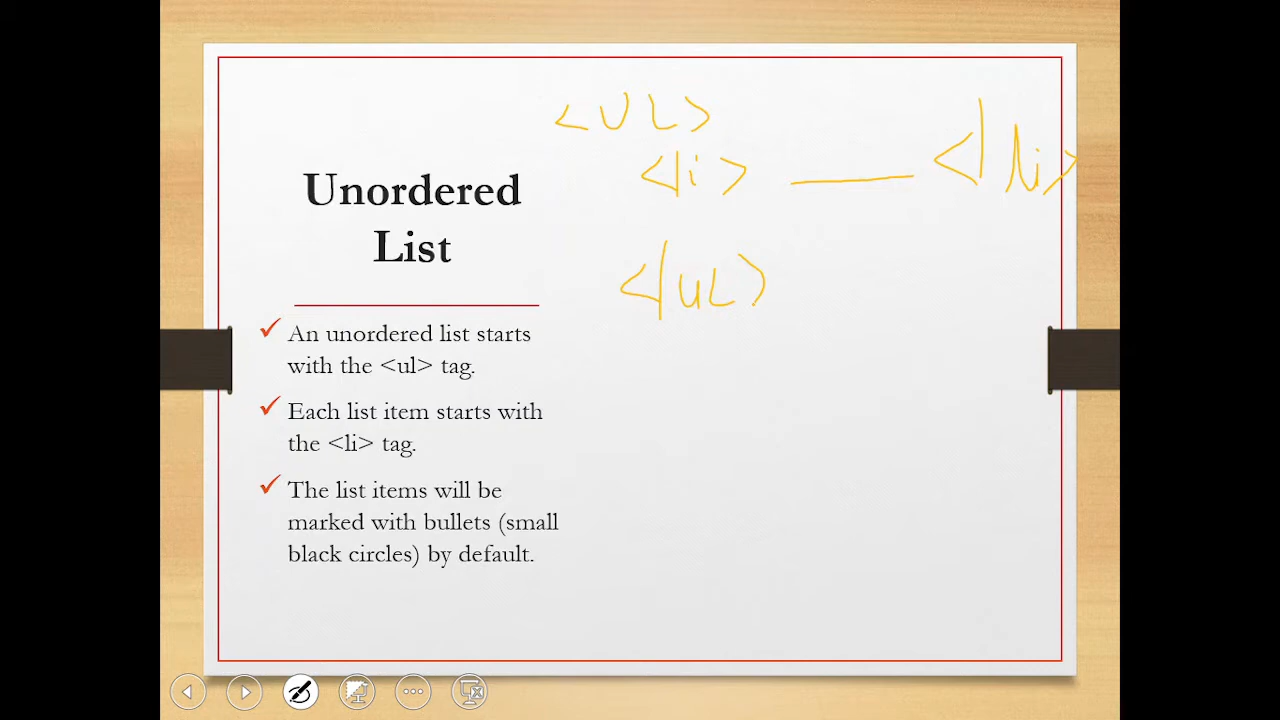 Unordered
List
An unordered list starts
with the <ul> tag.
Each list item starts with
the <li> tag.
The list items will be
marked with bullets (small
black circles) by default.
<UL>
<li> ____ </li>
</UL>